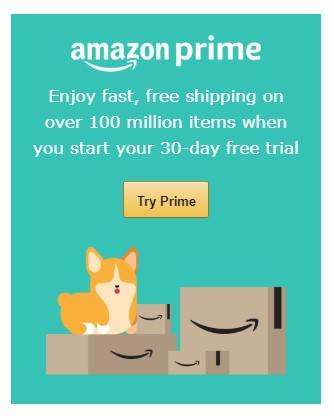 amazon prime
Enjoy fast, free shipping on
over 100 million items when
you start your 30-day free trial
Try Prime